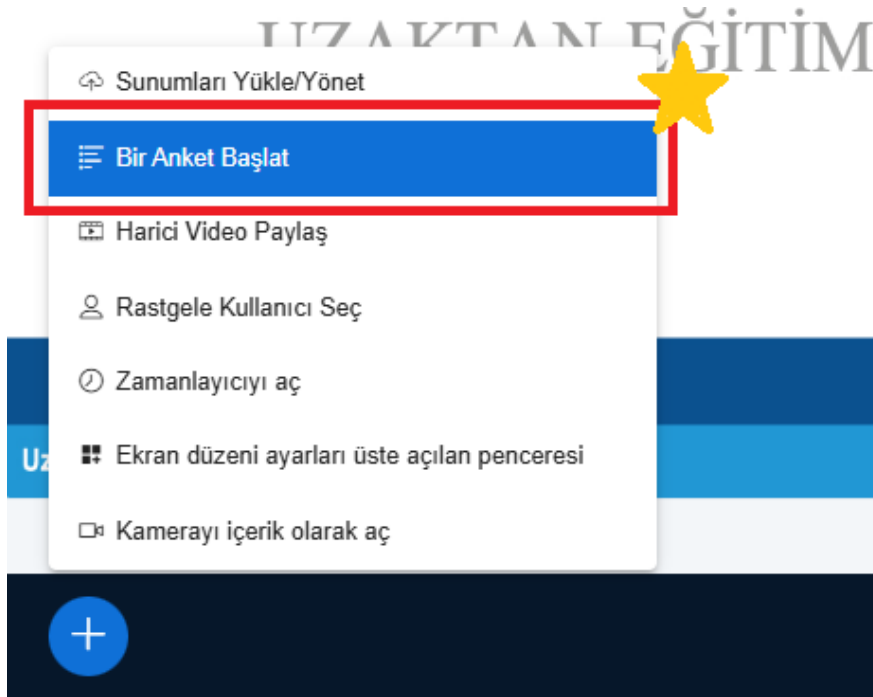 UZAKTAN EĞİTİM
Sunumları Yükle/Yönet
Bir Anket Başlat
Harici Video Paylaş
Rastgele Kullanıcı Seç
Zamanlayıcıyı aç
Ekran düzeni ayarları üste açılan penceresi
Uz
Kamerayı içerik olarak aç